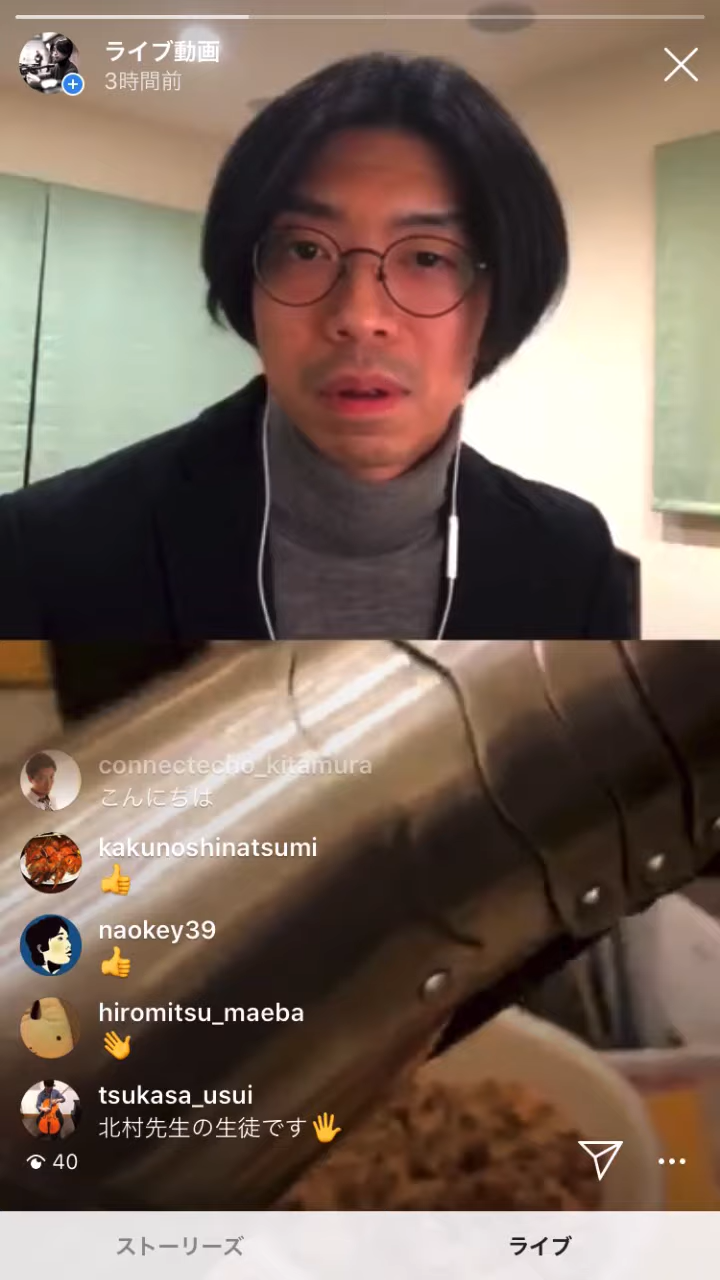 ライブ動画
3時間前
connectecho_kitamura
こんにちは
kakunoshinatsumi
👍
naokey39
👍
hiromitsu_maeba
👋
tsukasa_usui
北村先生の生徒です🖐
40
ストーリーズ
ライブ